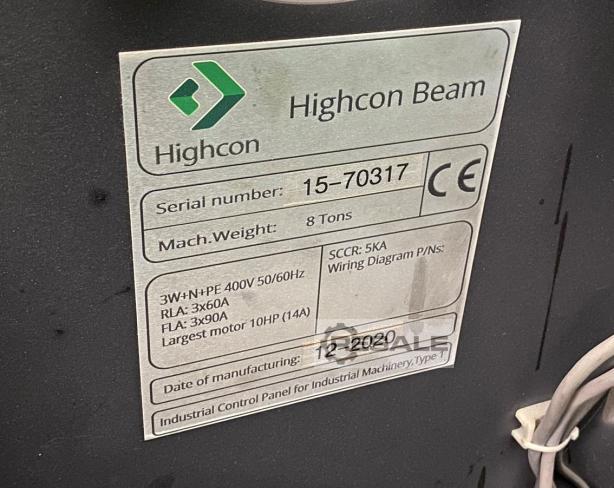 Highcon
Highcon Beam
Serial number: 15-70317
CE
Mach.Weight: 8 Tons
3W+N+PE 400V 50/60Hz
RLA: 3x60A
FLA: 3x90A
Largest motor 10HP (14A)
SCCR: 5KA
Wiring Diagram P/Ns:
Date of manufacturing: 12-2020
Industrial Control Panel for Industrial Machinery,Type 1